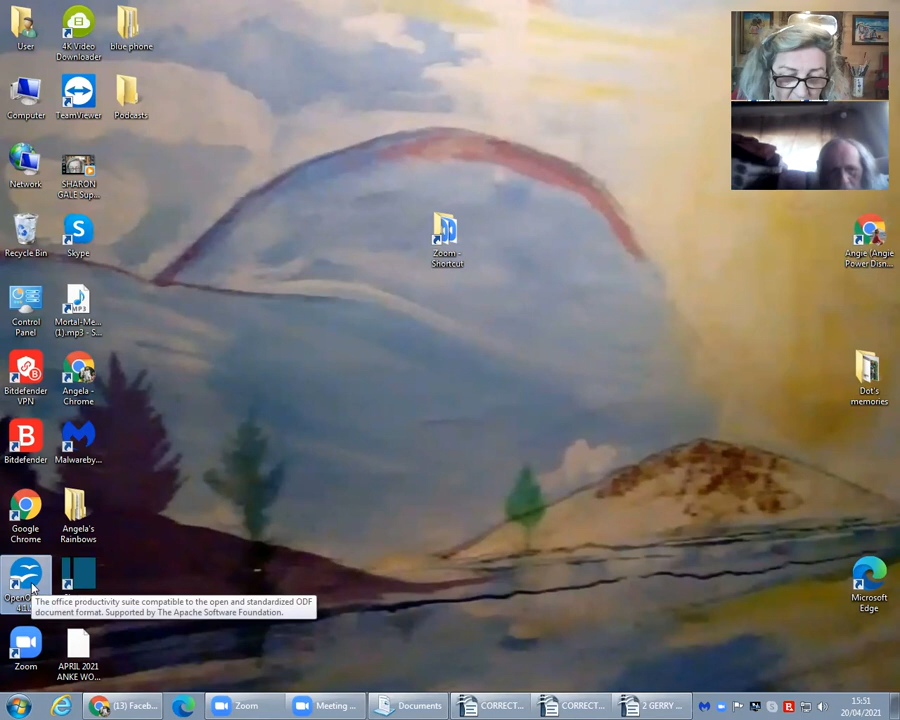 User
4K Video
Downloader
blue phone
Computer
TeamViewer
Podcasts
Network
SHARON
GALE Sup...
Recycle Bin
Skype
Zoom -
Shortcut
Angie (Angie
Power Disn...
Control
Panel
MP3
Mortal-Me...
(1).mp3 - S...
Bitdefender
VPN
Angela -
Chrome
Dot's
memories
B
Bitdefender
Malwareby...
Google
Chrome
Angela's
Rainbows
The office productivity suite compatible to the open and standardized ODF
document format. Supported by The Apache Software Foundation.
Microsoft
Edge
Zoom
APRIL 2021
ANKE WO...
(13) Faceb...
Zoom
Meeting ...
Documents
CORRECT...
CORRECT...
2 GERRY ...
15:51
20/04/2021